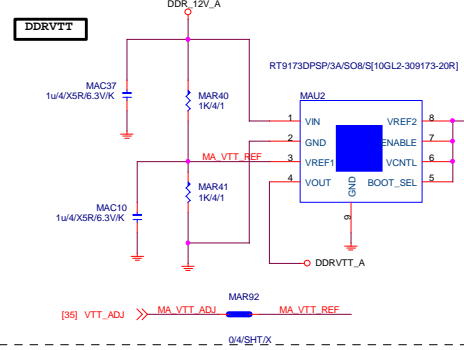 DDR_12V_A
DDRVTT
RT9173DPSP/3A/SO8/S[10GL2-309173-20R]
MAC37
1u/4/X5R/6.3V/K
MAR40
1K/4/1
MAU2
1 VIN VREF2 8
2 GND ENABLE 7
3 VREF1 VCNTL 6
4 VOUT BOOT_SEL 5
GND
9
MA_VTT_REF
MAR41
1K/4/1
MAC10
1u/4/X5R/6.3V/K
DDRVTT_A
MAR92
[35] VTT_ADJ MA_VTT_ADJ MA_VTT_REF
0/4/SHT/X